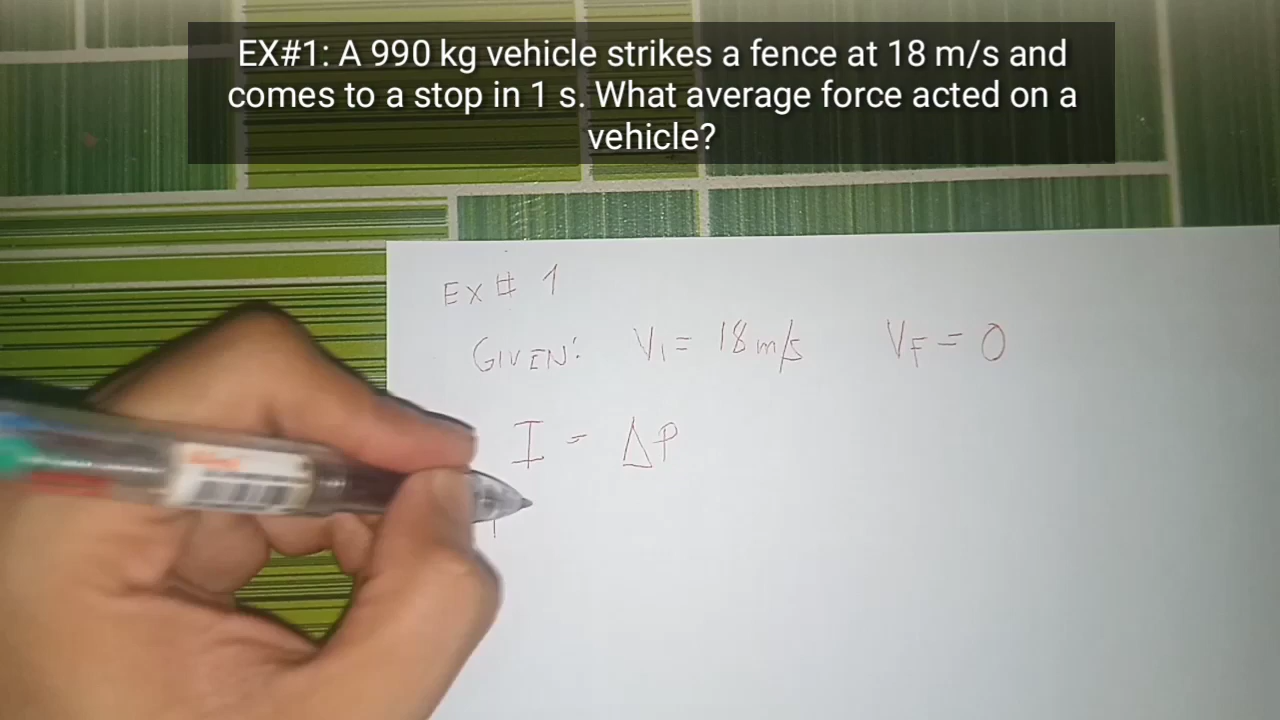 EX#1: A 990 kg vehicle strikes a fence at 18 m/s and
comes to a stop in 1 s. What average force acted on a
vehicle?
EX # 1
GIVEN: V₁ = 18 m/s V_F = 0
I = ΔP